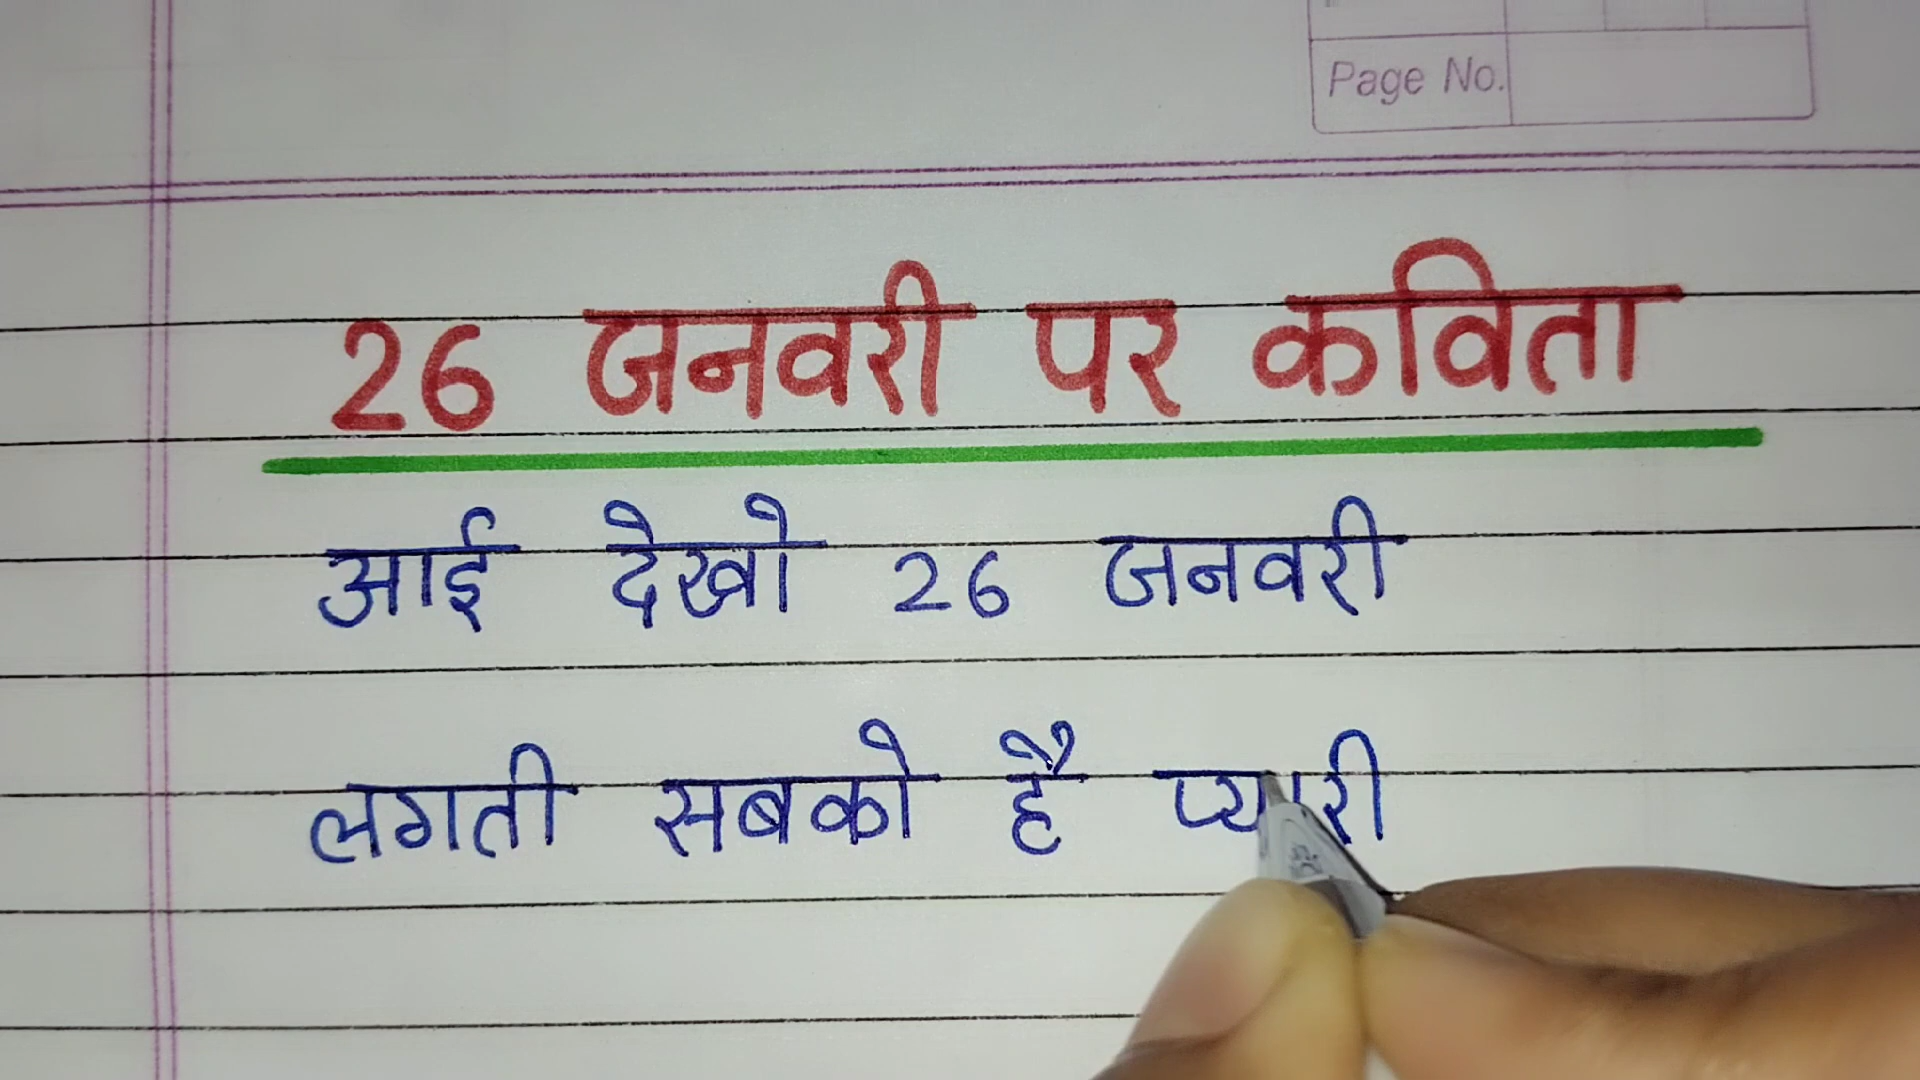 Page No.
26 जनवरी पर कविता
आई देखो 26 जनवरी
लगती सबको है प्यारी